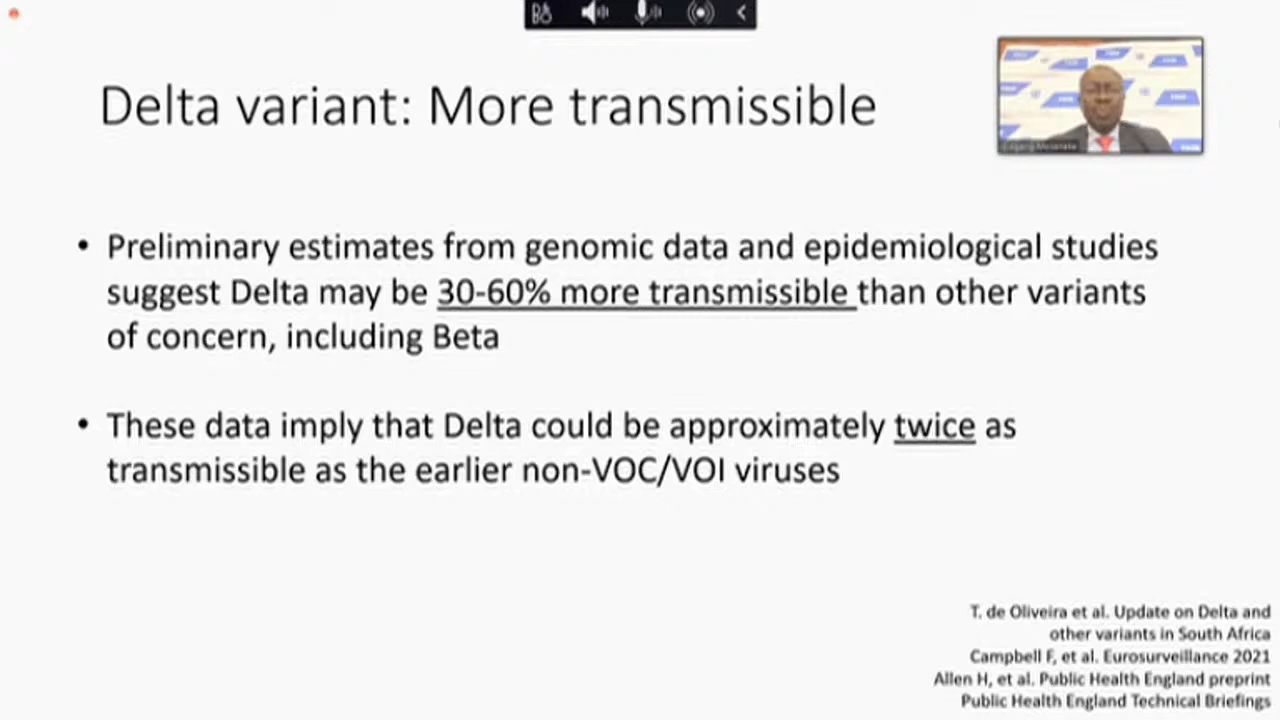 Delta variant: More transmissible
• Preliminary estimates from genomic data and epidemiological studies
suggest Delta may be 30-60% more transmissible than other variants
of concern, including Beta
• These data imply that Delta could be approximately twice as
transmissible as the earlier non-VOC/VOI viruses
T. de Oliveira et al. Update on Delta and
other variants in South Africa
Campbell F, et al. Eurosurveillance 2021
Allen H, et al. Public Health England preprint
Public Health England Technical Briefings